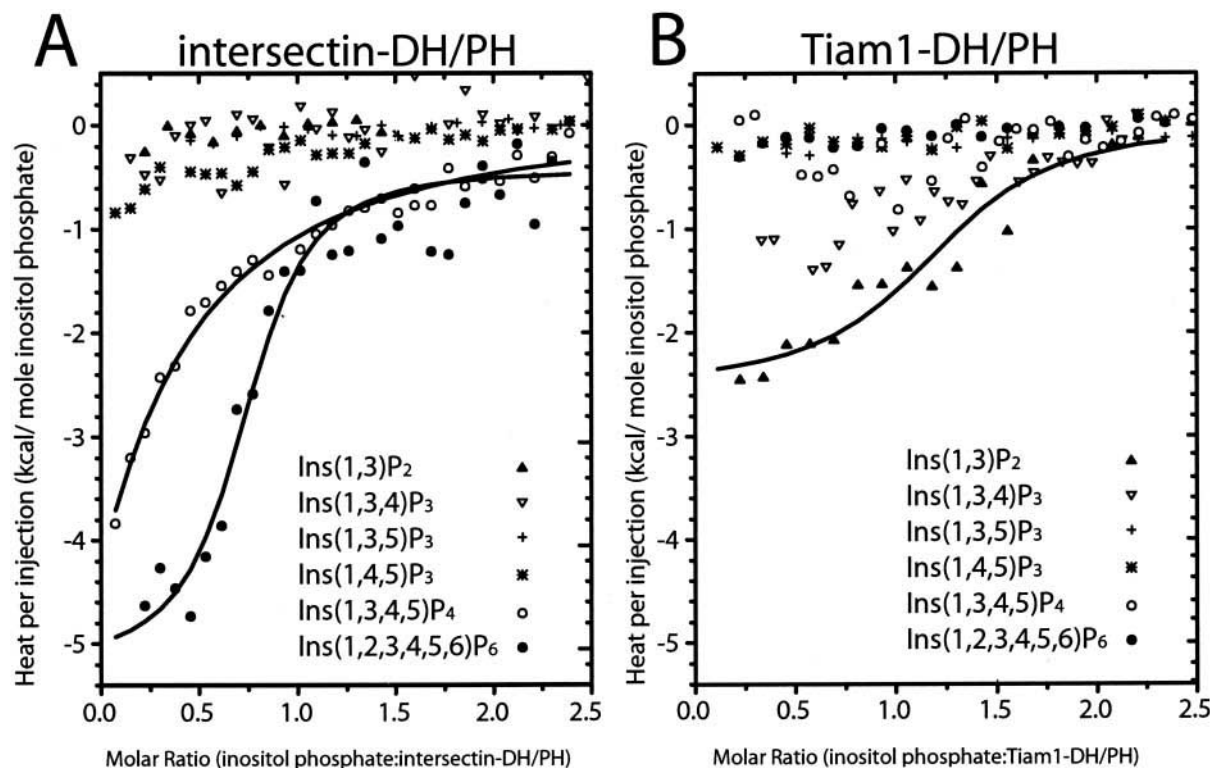 A
intersectin-DH/PH
B
Tiam1-DH/PH
Heat per injection (kcal/ mole inositol phosphate)
0
-1
-2
-3
-4
-5
Ins(1,3)P2
Ins(1,3,4)P3
Ins(1,3,5)P3
Ins(1,4,5)P3
Ins(1,3,4,5)P4
Ins(1,2,3,4,5,6)P6
0.0 0.5 1.0 1.5 2.0 2.5
Molar Ratio (inositol phosphate:intersectin-DH/PH)
Heat per injection (kcal/ mole inositol phosphate)
0
-1
-2
-3
-4
-5
Ins(1,3)P2
Ins(1,3,4)P3
Ins(1,3,5)P3
Ins(1,4,5)P3
Ins(1,3,4,5)P4
Ins(1,2,3,4,5,6)P6
0.0 0.5 1.0 1.5 2.0 2.5
Molar Ratio (inositol phosphate:Tiam1-DH/PH)